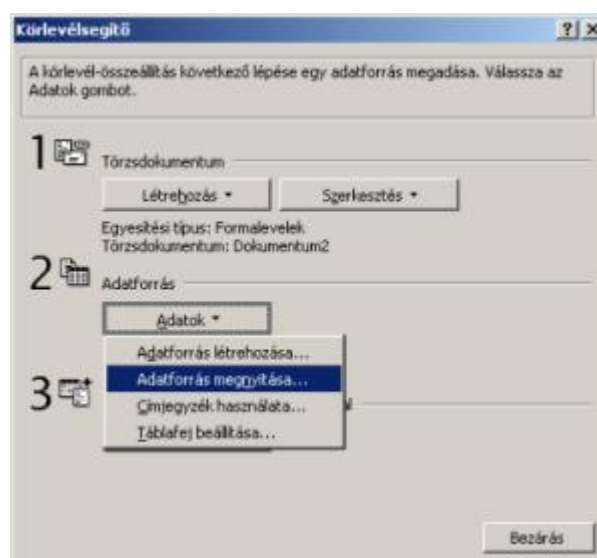 Körlevélsegítő
A körlevél-összeállítás következő lépése egy adatforrás megadása. Válassza az
Adatok gombot.
1
Törzsdokumentum
Létrehozás
Szerkesztés
Egyesítési típus: Formalevelek
Törzsdokumentum: Dokumentum2
2
Adatforrás
Adatok
Adatforrás létrehozása...
Adatforrás megnyitása...
3
Címjegyzék használata...
Táblafej beállítása...
Bezárás